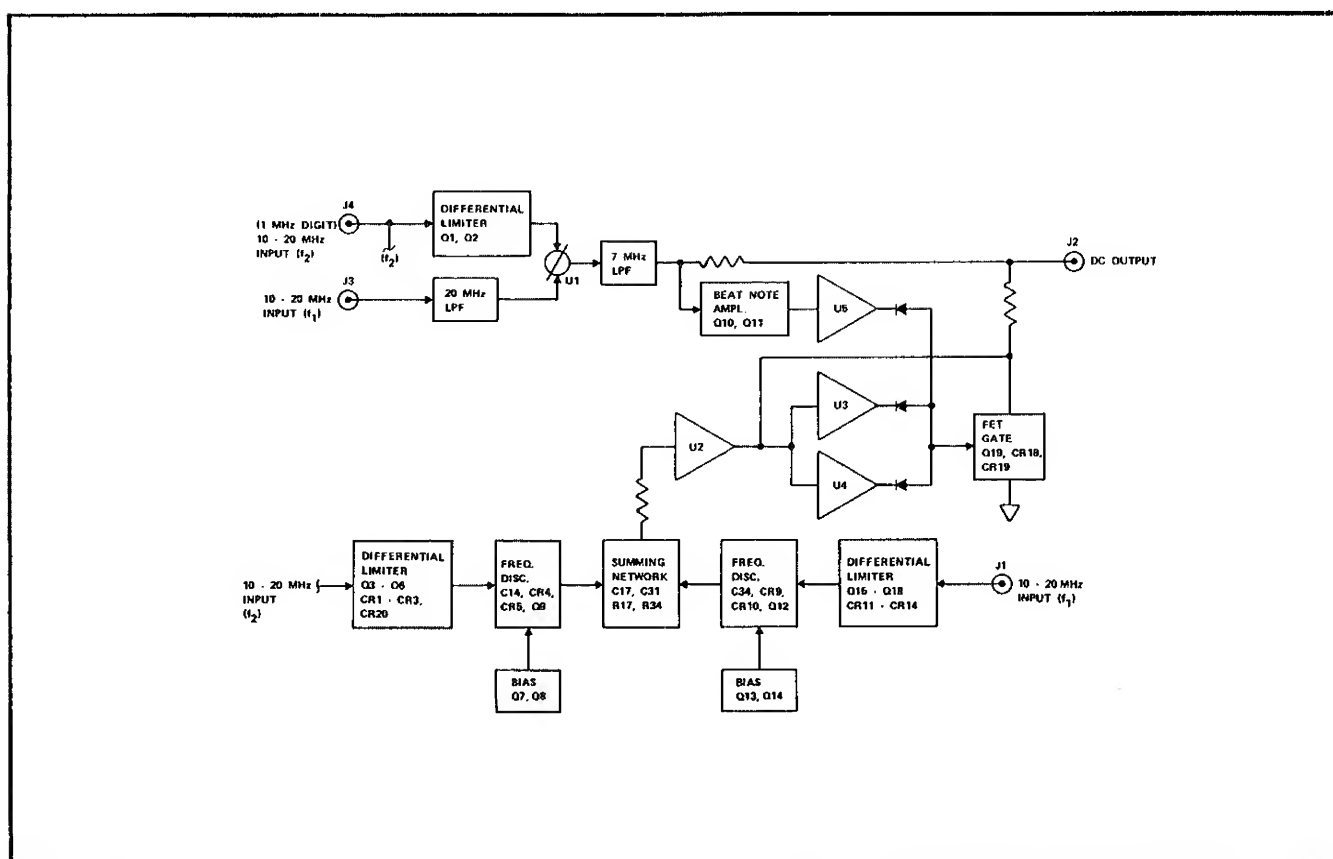 J4
(1 MHz DIGIT)
10 - 20 MHz
INPUT (f2)
(f2)
DIFFERENTIAL
LIMITER
Q1, Q2
J3
10 - 20 MHz
INPUT (f1)
20 MHz
LPF
U1
7 MHz
LPF
J2
DC OUTPUT
BEAT NOTE
AMPL.
Q10, Q11
U5
U3
U2
U4
FET
GATE
Q19, CR18,
CR19
10 - 20 MHz
INPUT
(f2)
DIFFERENTIAL
LIMITER
Q3 - Q6
CR1 - CR3,
CR20
FREQ.
DISC.
C14, CR4,
CR5, Q9
SUMMING
NETWORK
C17, C31
R17, R34
FREQ.
DISC.
C34, CR9,
CR10, Q12
DIFFERENTIAL
LIMITER
Q15 - Q18
CR11 - CR14
J1
10 - 20 MHz
INPUT (f1)
BIAS
Q7, Q8
BIAS
Q13, Q14